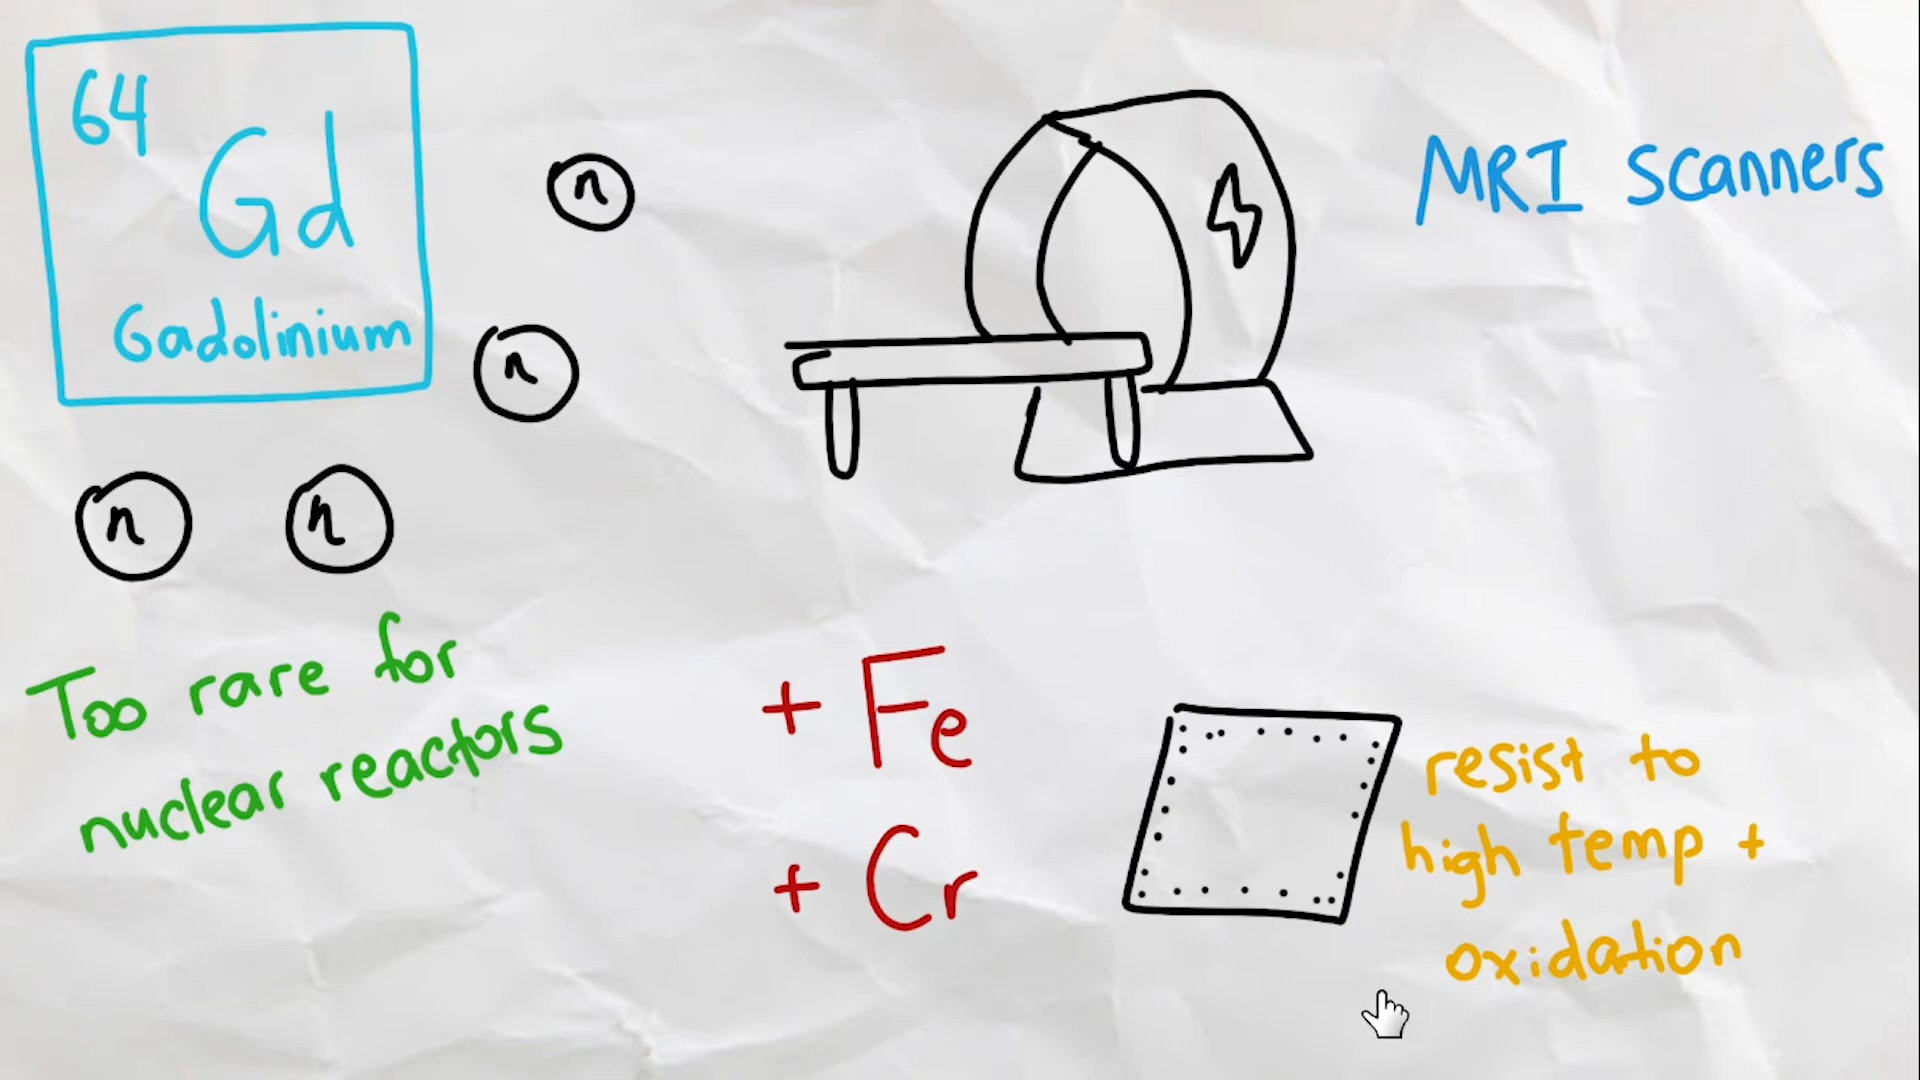 64
Gd
Gadolinium
n
n
n
n
MRI scanners
Too rare for
nuclear reactors
+ Fe
+ Cr
resist to
high temp +
oxidation